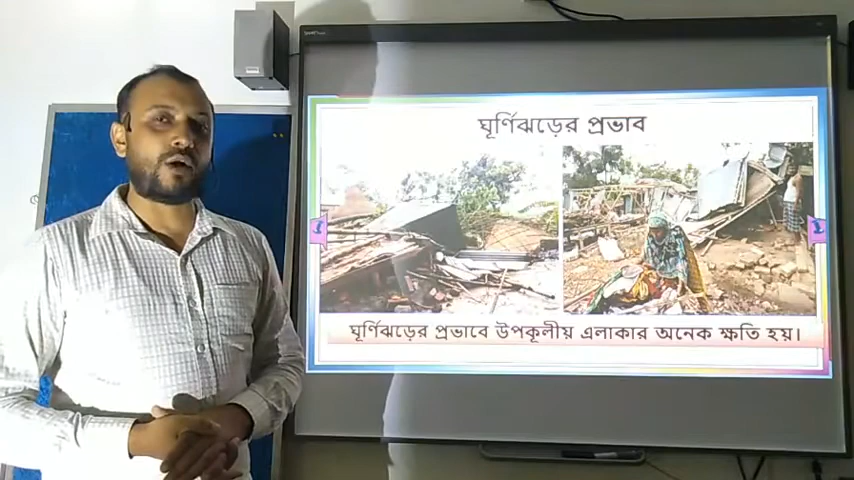 ঘূর্ণিঝড়ের প্রভাব
ঘূর্ণিঝড়ের প্রভাবে উপকূলীয় এলাকার অনেক ক্ষতি হয়।